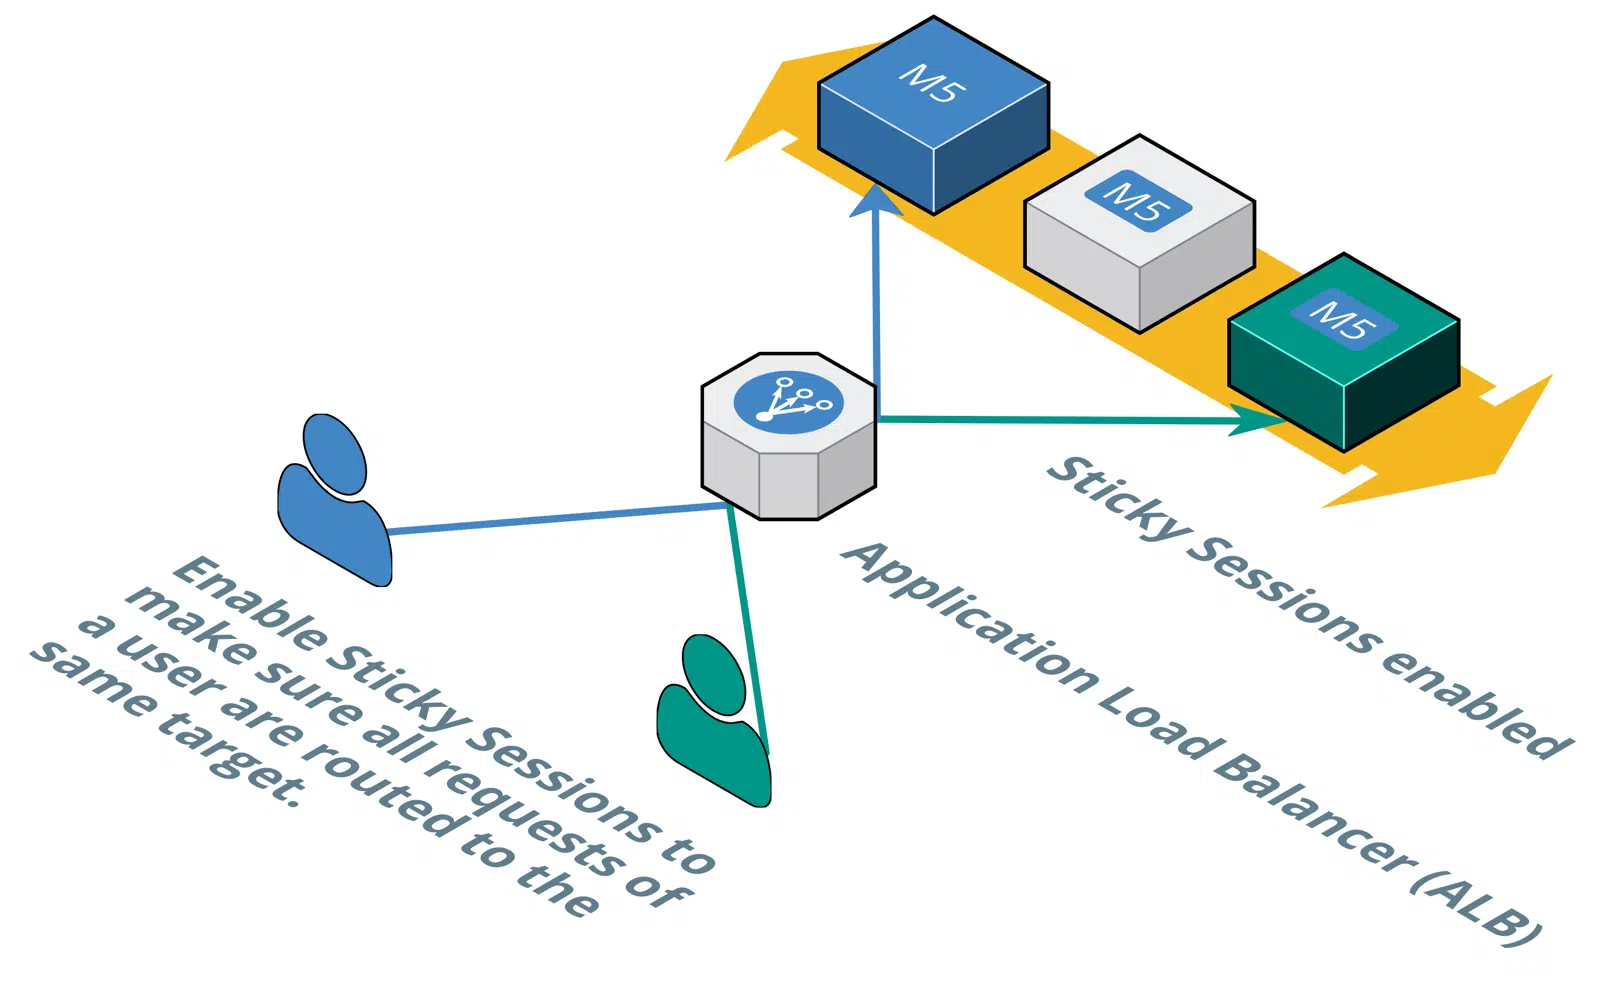 M5
M5
M5
Sticky Sessions enabled
Application Load Balancer (ALB)
Enable Sticky Sessions to
make sure all requests of
a user are routed to the
same target.